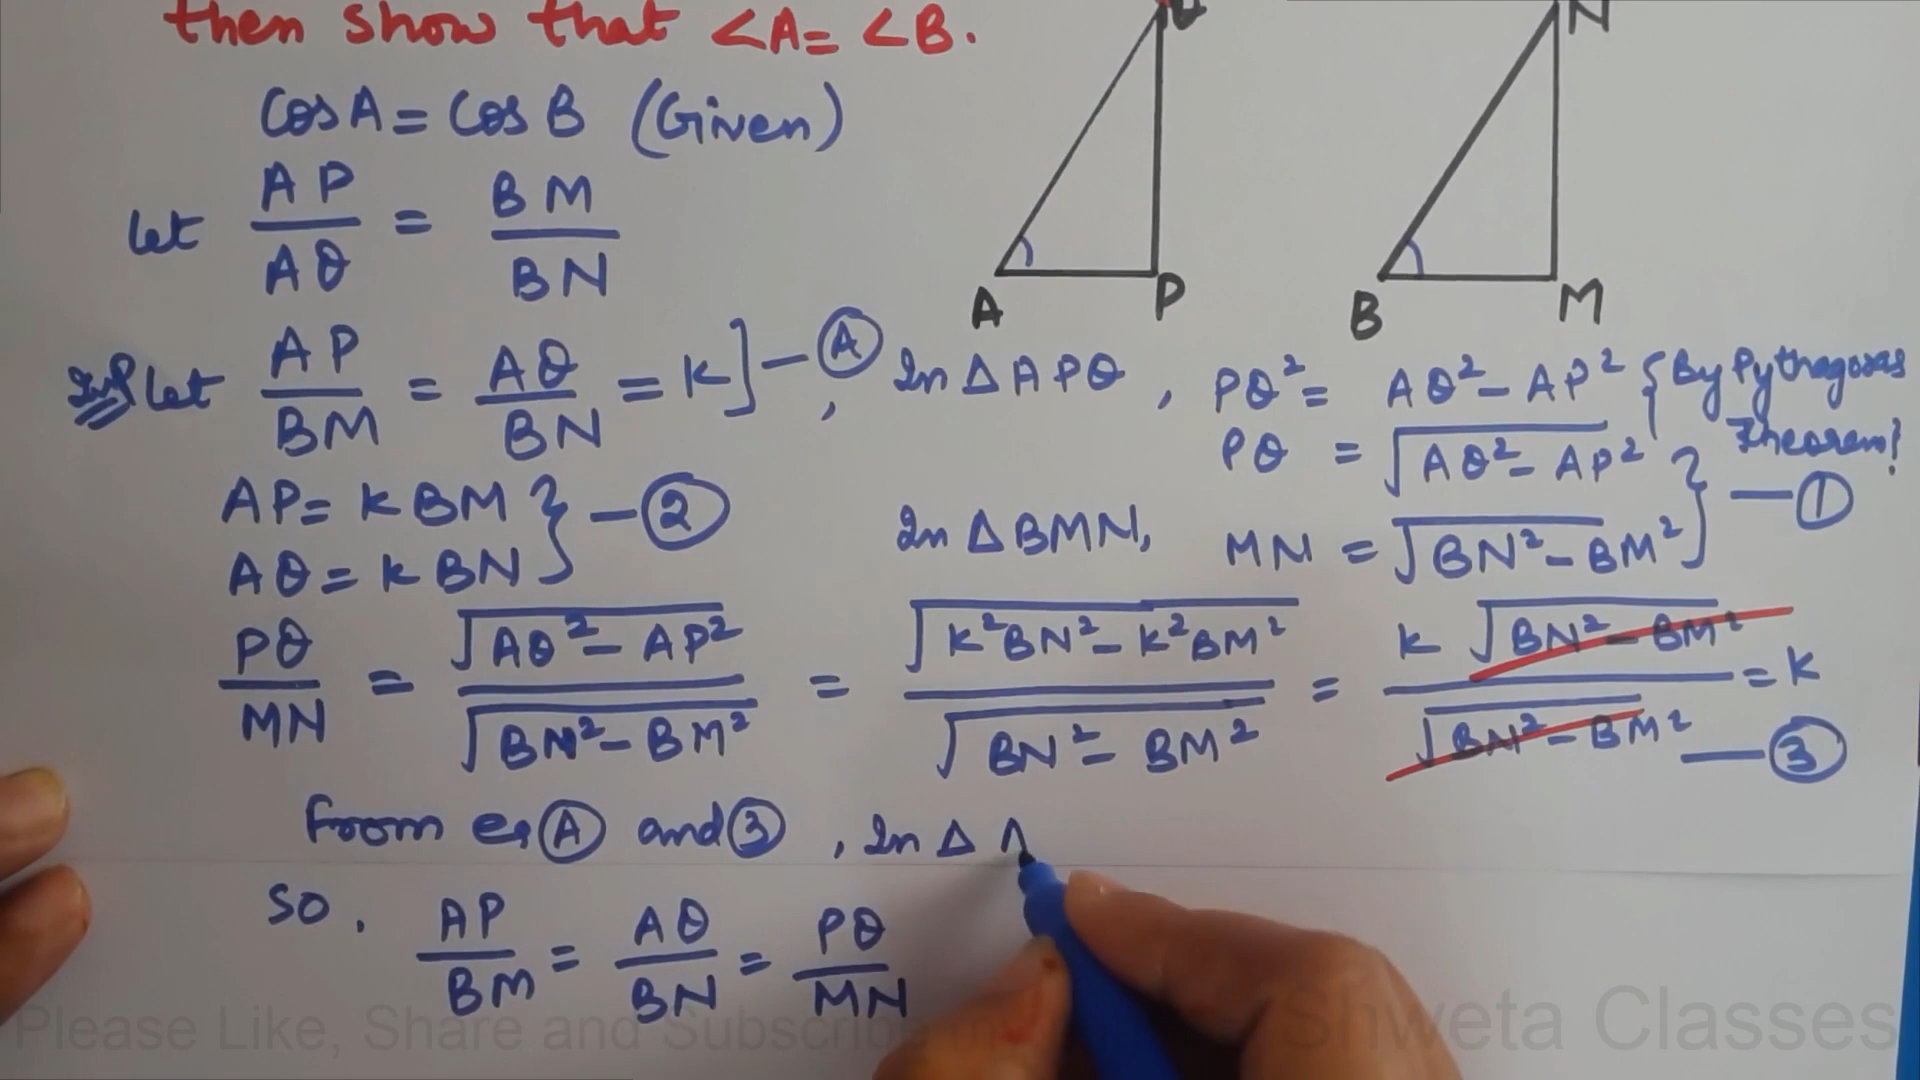 then show that <A= <B.
CosA = Cos B (Given)
let AP/AQ = BM/BN
N
A P
B M
Imp let AP/BM = AQ/BN = K] — (A)
, In △APQ, PQ² = AQ² - AP² {By Pythagoras
Theorem}
PQ = √AQ² - AP²
In △BMN, MN = √BN² - BM² } — (1)
AP = K BM
AQ = K BN } — (2)
PQ/MN = √AQ² - AP²/√BN² - BM² = √K²BN² - K²BM²/√BN² - BM² = K √BN² - BM²/√BN² - BM² = K — (3)
From eq (A) and (3), In △ A
So, AP/BM = AQ/BN = PQ/MN
Please Like, Share and Subscrib
Shweta Classes